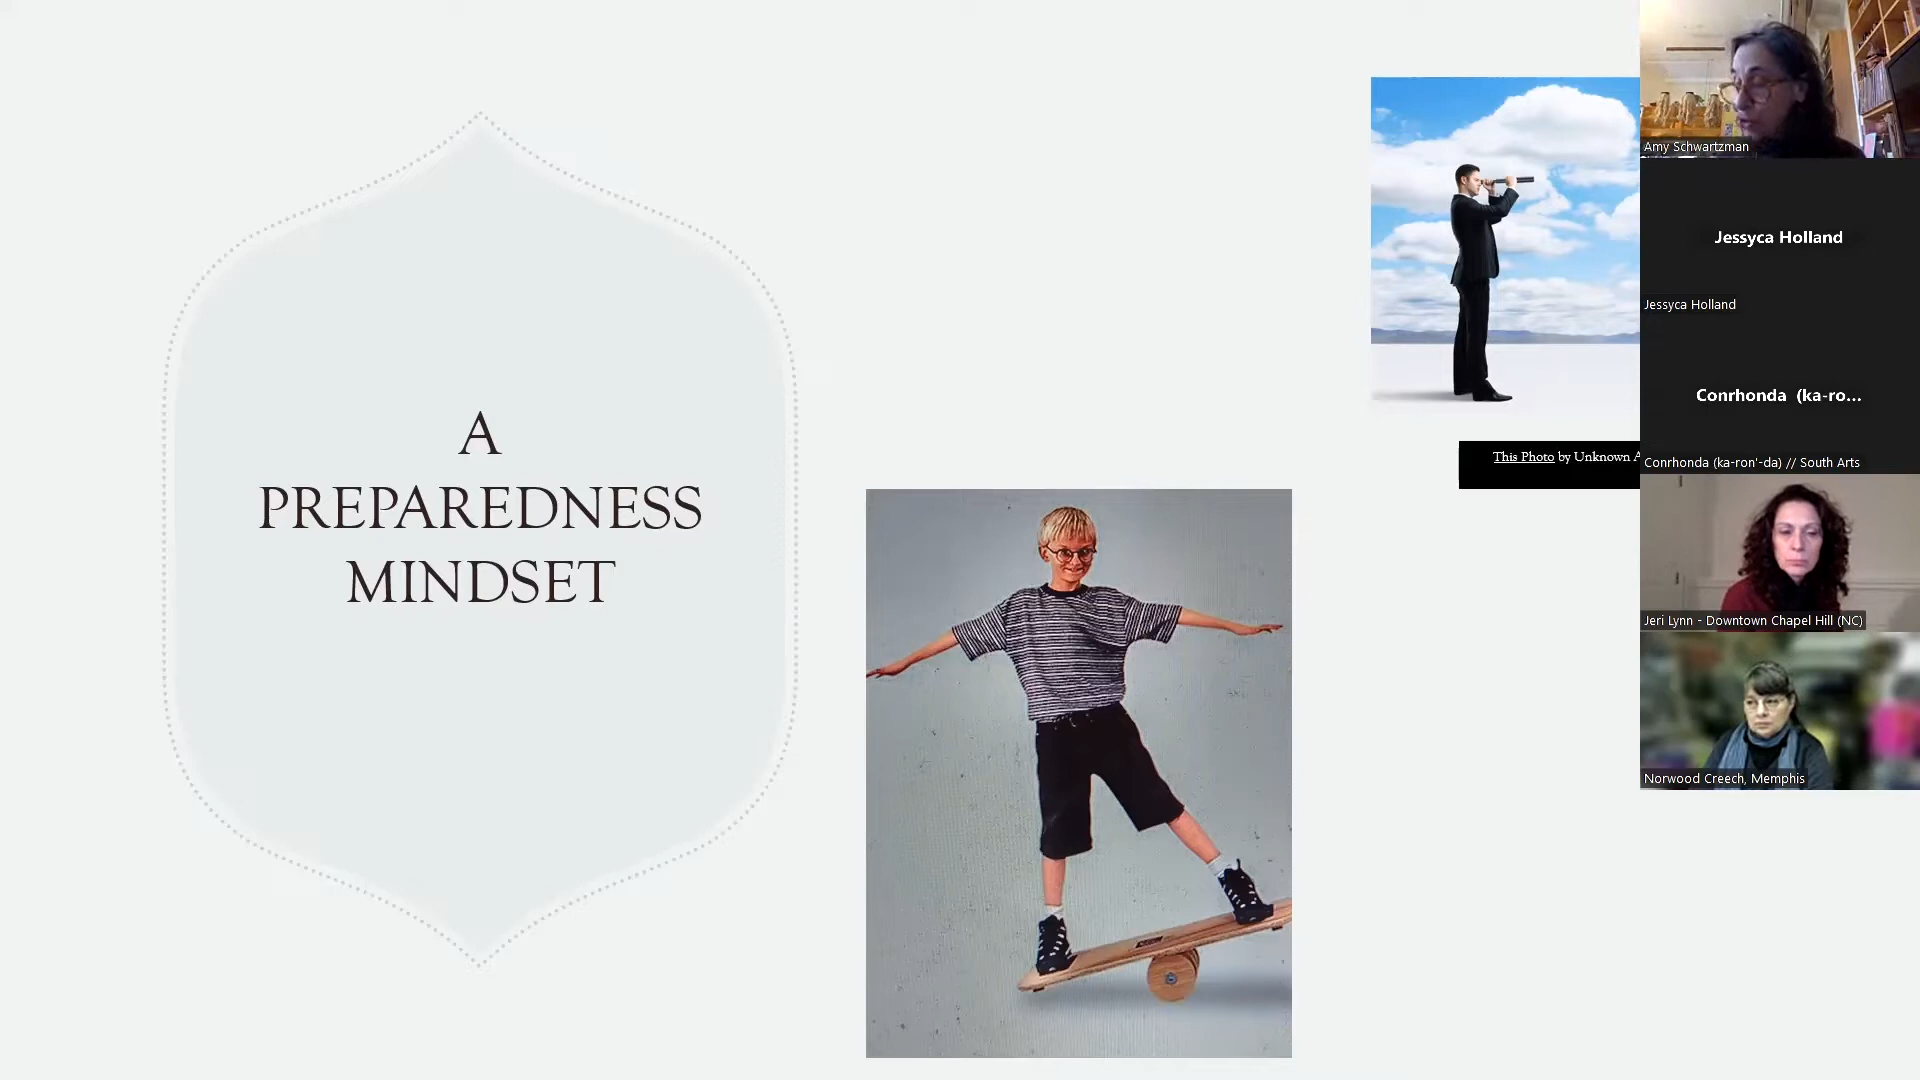 A
PREPAREDNESS
MINDSET
This Photo by Unknown A
Amy Schwartzman
Jessyca Holland
Jessyca Holland
Conrhonda (ka-ro...
Conrhonda (ka-ron'-da) // South Arts
Jeri Lynn - Downtown Chapel Hill (NC)
Norwood Creech, Memphis